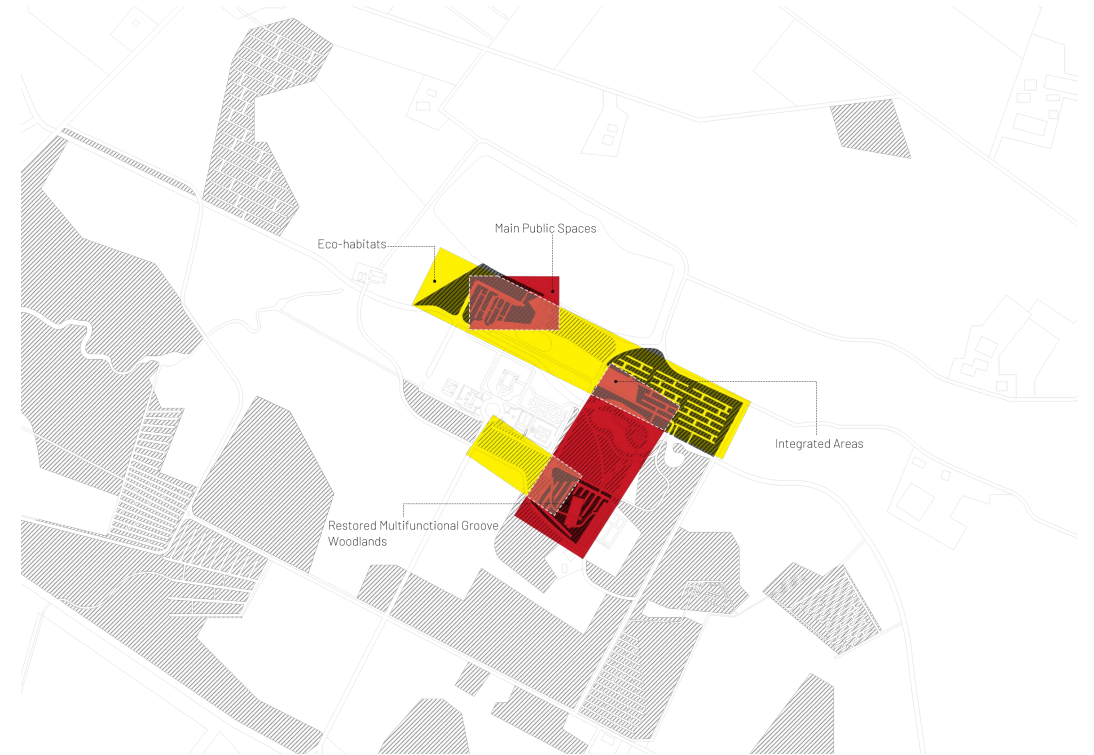 Main Public Spaces
Eco-habitats
Integrated Areas
Restored Multifunctional Groove
Woodlands